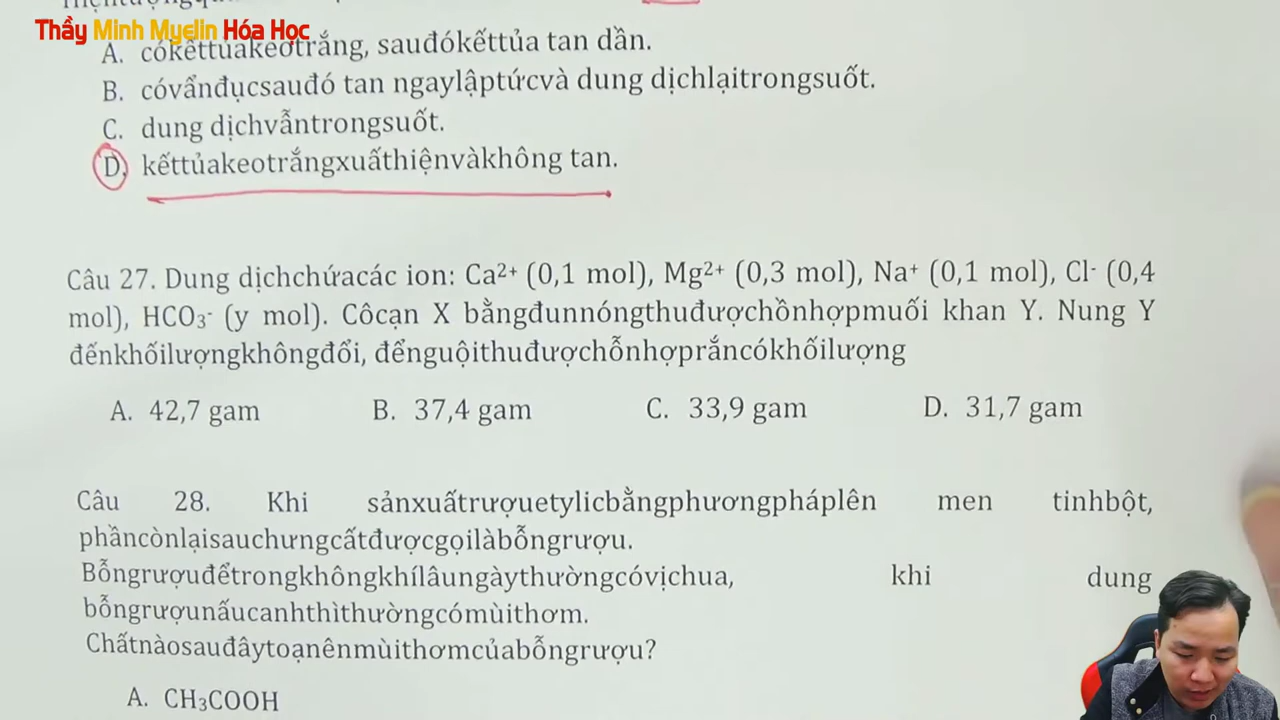 Thầy Minh Myelin Hóa Học
A. cókếttủakeotrắng, sauđókếttủa tan dần.
B. cóvẩnđụcsauđó tan ngaylậptứcvà dung dịchlạitrongsuốt.
C. dung dịchvẫntrongsuốt.
D. kếttủakeotrắngxuấthiệnvàkhông tan.
Câu 27. Dung dịchchứacác ion: Ca²⁺ (0,1 mol), Mg²⁺ (0,3 mol), Na⁺ (0,1 mol), Cl⁻ (0,4
mol), HCO₃⁻ (y mol). Côcạn X bằngđunnóngthuđượchỗnhợpmuối khan Y. Nung Y
đếnkhốilượngkhôngđổi, đểnguộithuđượchỗnhợprắncókhốilượng
A. 42,7 gam B. 37,4 gam C. 33,9 gam D. 31,7 gam
Câu 28. Khi sảnxuấtrượuetylicbằngphươngpháplên men tinhbột,
phầncònlạisauchưngcấtđượcgọilàbỗngrượu.
Bỗngrượuđểtrongkhôngkhílâungàythườngcóvịchua, khi dung
bỗngrượunấucanhthìthườngcómùithơm.
Chấtnàosauđâytoạnênmùithơmcủabỗngrượu?
A. CH₃COOH